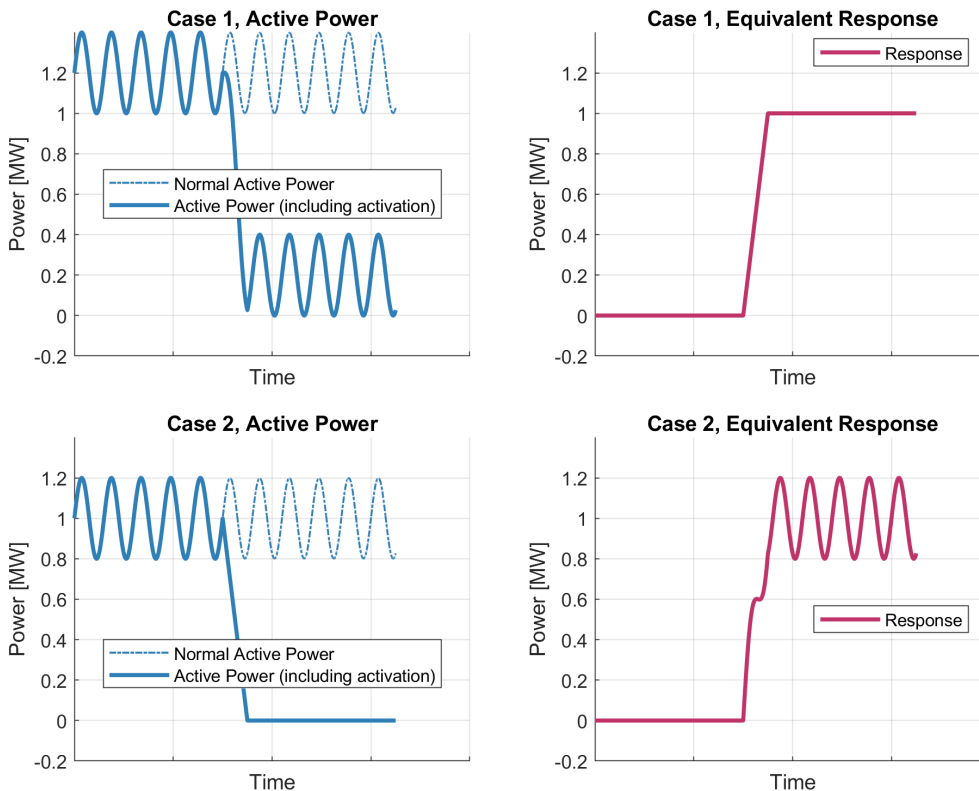 Case 1, Active Power
1.2
1
0.8
0.6
0.4
0.2
0
-0.2
Power [MW]
Normal Active Power
Active Power (including activation)
Time
Case 1, Equivalent Response
1.2
1
0.8
0.6
0.4
0.2
0
-0.2
Power [MW]
Response
Time
Case 2, Active Power
1.2
1
0.8
0.6
0.4
0.2
0
-0.2
Power [MW]
Normal Active Power
Active Power (including activation)
Time
Case 2, Equivalent Response
1.2
1
0.8
0.6
0.4
0.2
0
-0.2
Power [MW]
Response
Time